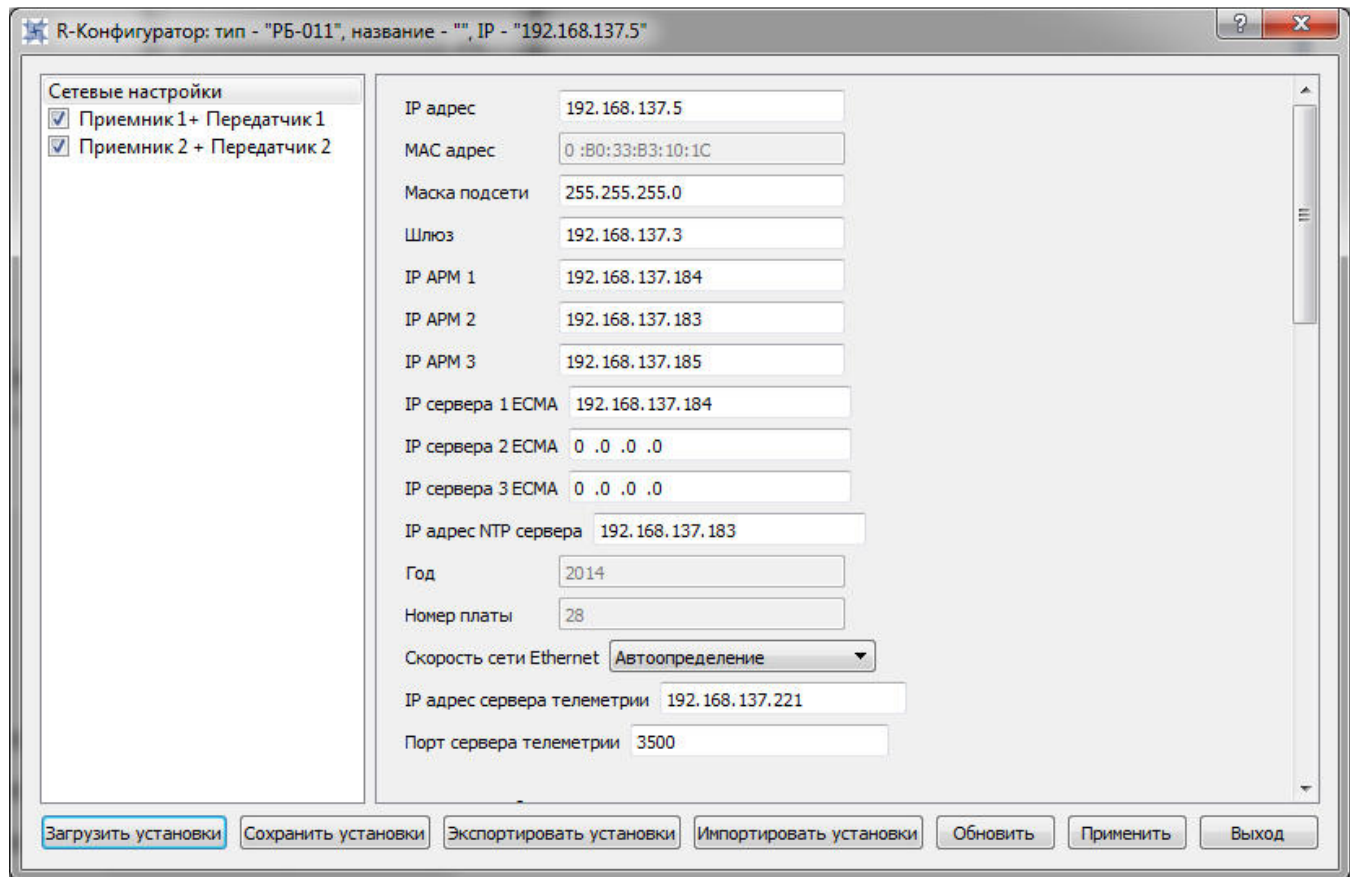 R-Конфигуратор: тип - "РБ-011", название - "", IP - "192.168.137.5"
Сетевые настройки
Приемник 1+ Передатчик 1
Приемник 2 + Передатчик 2
IP адрес 192.168.137.5
MAC адрес 0 :B0:33:B3:10:1C
Маска подсети 255.255.255.0
Шлюз 192.168.137.3
IP АРМ 1 192.168.137.184
IP АРМ 2 192.168.137.183
IP АРМ 3 192.168.137.185
IP сервера 1 ECMA 192.168.137.184
IP сервера 2 ECMA 0 .0 .0 .0
IP сервера 3 ECMA 0 .0 .0 .0
IP адрес NTP сервера 192.168.137.183
Год 2014
Номер платы 28
Скорость сети Ethernet Автоопределение
IP адрес сервера телеметрии 192.168.137.221
Порт сервера телеметрии 3500
Загрузить установки Сохранить установки Экспортировать установки Импортировать установки Обновить Применить Выход